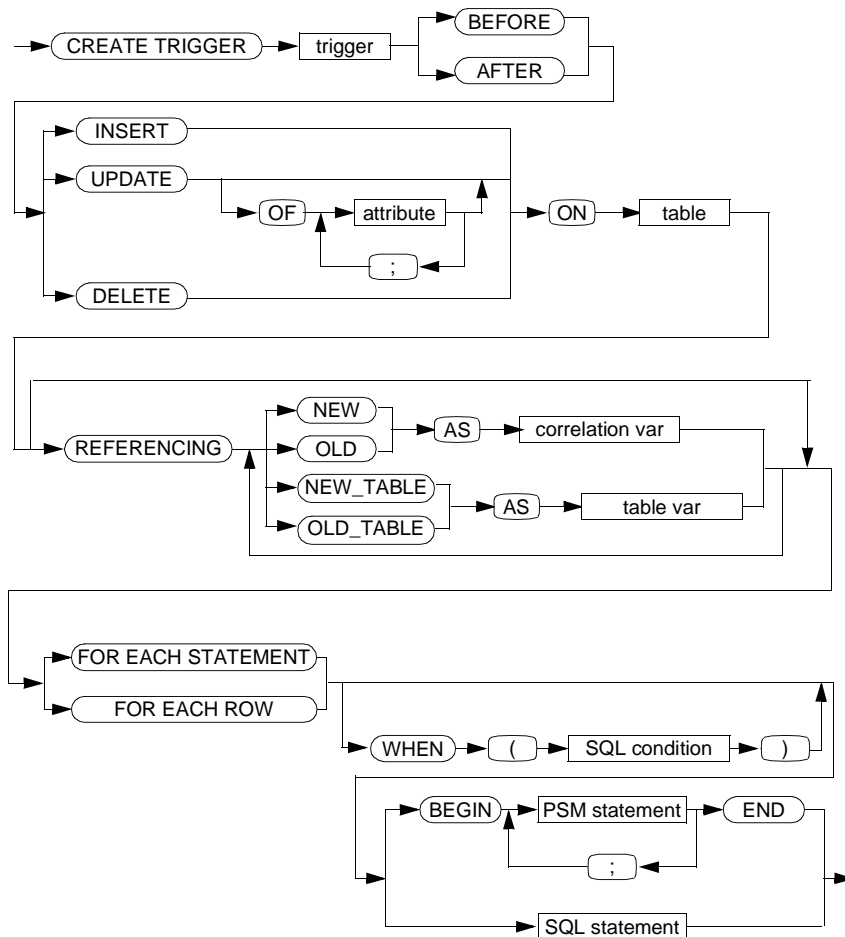 CREATE TRIGGER trigger BEFORE
AFTER
INSERT
UPDATE
OF attribute ON table
;
DELETE
NEW
REFERENCING OLD AS correlation var
NEW_TABLE
OLD_TABLE AS table var
FOR EACH STATEMENT
FOR EACH ROW
WHEN ( SQL condition )
BEGIN PSM statement END
;
SQL statement